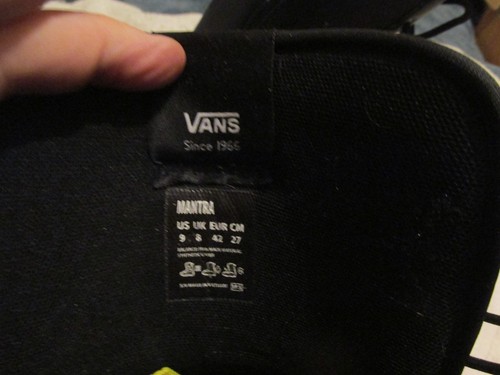 VANS
Since 1966
MANTRA
US UK EUR CM
9 8 42 27